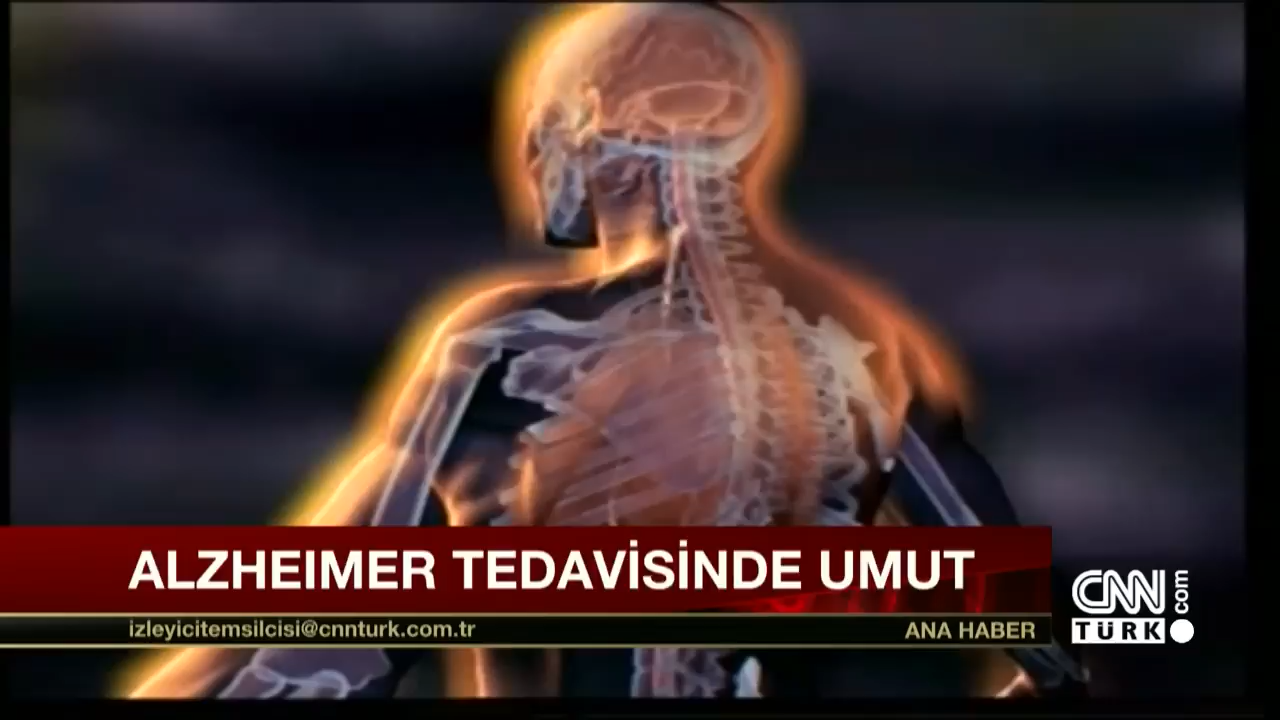 ALZHEIMER TEDAVİSİNDE UMUT
izleyicitemsilcisi@cnnturk.com.tr
ANA HABER
CNN
TÜRK
.com